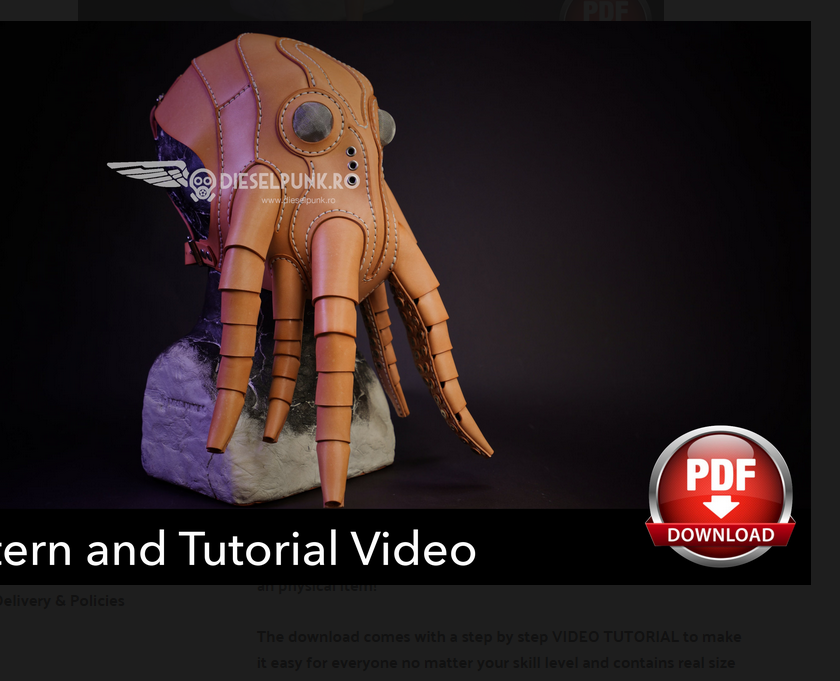 PDF
DIESELPUNK.RO
www.dieselpunk.ro
PDF
DOWNLOAD
tern and Tutorial Video
an physical item!
Delivery & Policies
The download comes with a step by step VIDEO TUTORIAL to make
it easy for everyone no matter your skill level and contains real size